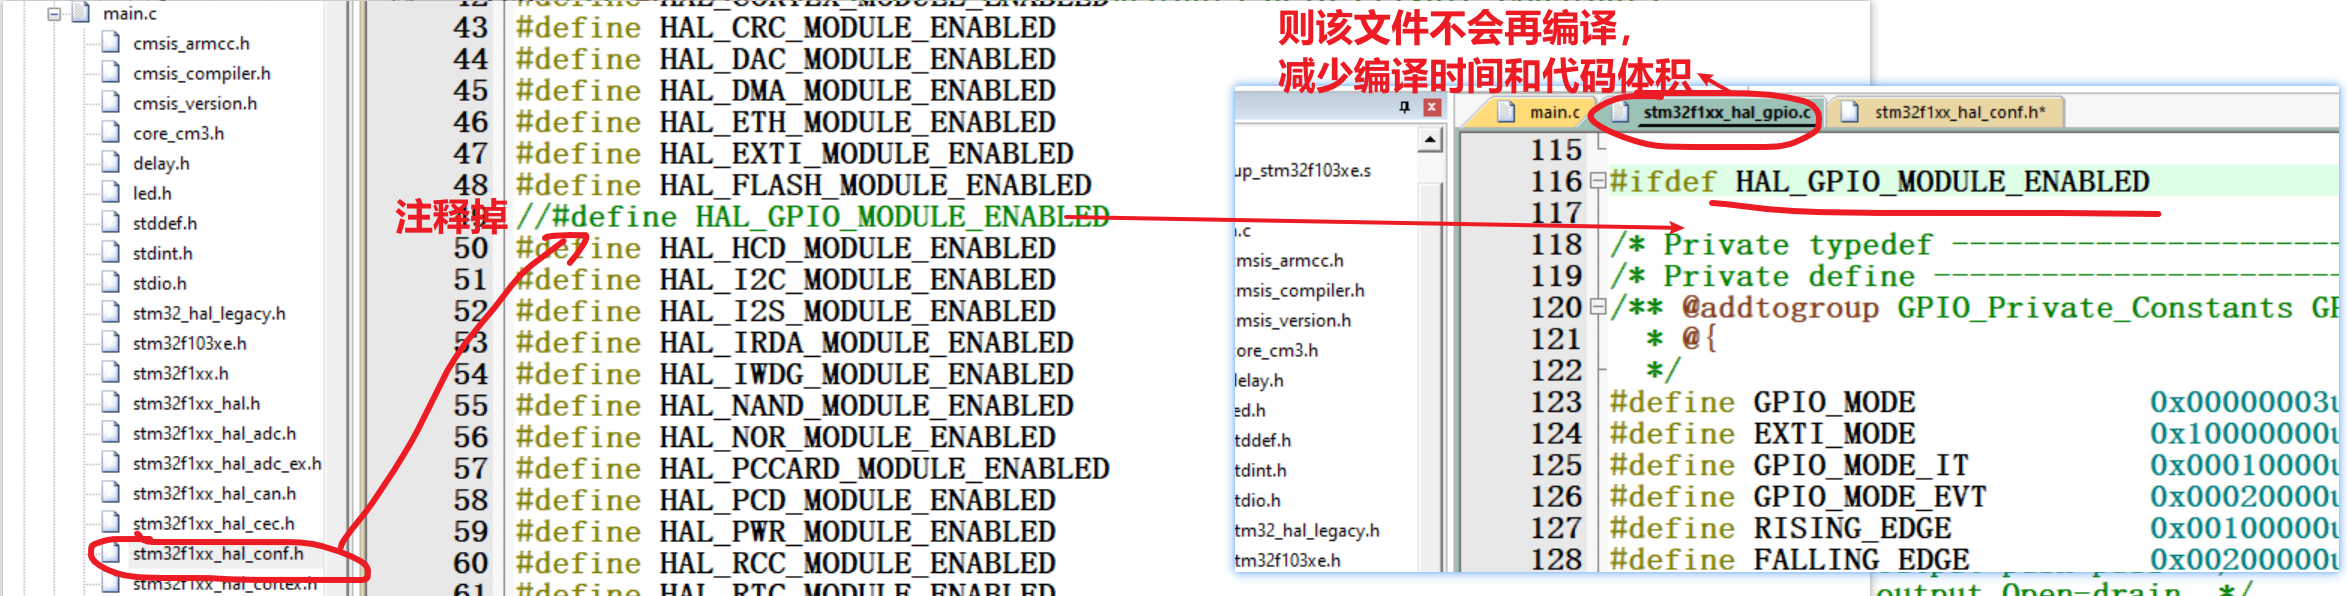 main.c
cmsis_armcc.h
cmsis_compiler.h
cmsis_version.h
core_cm3.h
delay.h
led.h
stddef.h
stdint.h
stdio.h
stm32_hal_legacy.h
stm32f103xe.h
stm32f1xx.h
stm32f1xx_hal.h
stm32f1xx_hal_adc.h
stm32f1xx_hal_adc_ex.h
stm32f1xx_hal_can.h
stm32f1xx_hal_cec.h
stm32f1xx_hal_conf.h
stm32f1xx_hal_cortex.h
42 #define HAL_CORTEX_MODULE_ENABLED
43 #define HAL_CRC_MODULE_ENABLED
44 #define HAL_DAC_MODULE_ENABLED
45 #define HAL_DMA_MODULE_ENABLED
46 #define HAL_ETH_MODULE_ENABLED
47 #define HAL_EXTI_MODULE_ENABLED
48 #define HAL_FLASH_MODULE_ENABLED
注释掉
//#define HAL_GPIO_MODULE_ENABLED
50 #define HAL_HCD_MODULE_ENABLED
51 #define HAL_I2C_MODULE_ENABLED
52 #define HAL_I2S_MODULE_ENABLED
53 #define HAL_IRDA_MODULE_ENABLED
54 #define HAL_IWDG_MODULE_ENABLED
55 #define HAL_NAND_MODULE_ENABLED
56 #define HAL_NOR_MODULE_ENABLED
57 #define HAL_PCCARD_MODULE_ENABLED
58 #define HAL_PCD_MODULE_ENABLED
59 #define HAL_PWR_MODULE_ENABLED
60 #define HAL_RCC_MODULE_ENABLED
61 #define HAL_RTC_MODULE_ENABLED
则该文件不会再编译，
减少编译时间和代码体积
up_stm32f103xe.s
.c
msis_armcc.h
msis_compiler.h
msis_version.h
ore_cm3.h
elay.h
ed.h
tddef.h
tdint.h
tdio.h
tm32_hal_legacy.h
tm32f103xe.h
main.c stm32f1xx_hal_gpio.c stm32f1xx_hal_conf.h*
115
116 #ifdef HAL_GPIO_MODULE_ENABLED
117
118 /* Private typedef -----------------------
119 /* Private define ------------------------
120 /** @addtogroup GPIO_Private_Constants GP
121 * @{
122 */
123 #define GPIO_MODE 0x00000003u
124 #define EXTI_MODE 0x10000000u
125 #define GPIO_MODE_IT 0x00010000u
126 #define GPIO_MODE_EVT 0x00020000u
127 #define RISING_EDGE 0x00100000u
128 #define FALLING_EDGE 0x00200000u
output Open-drain */